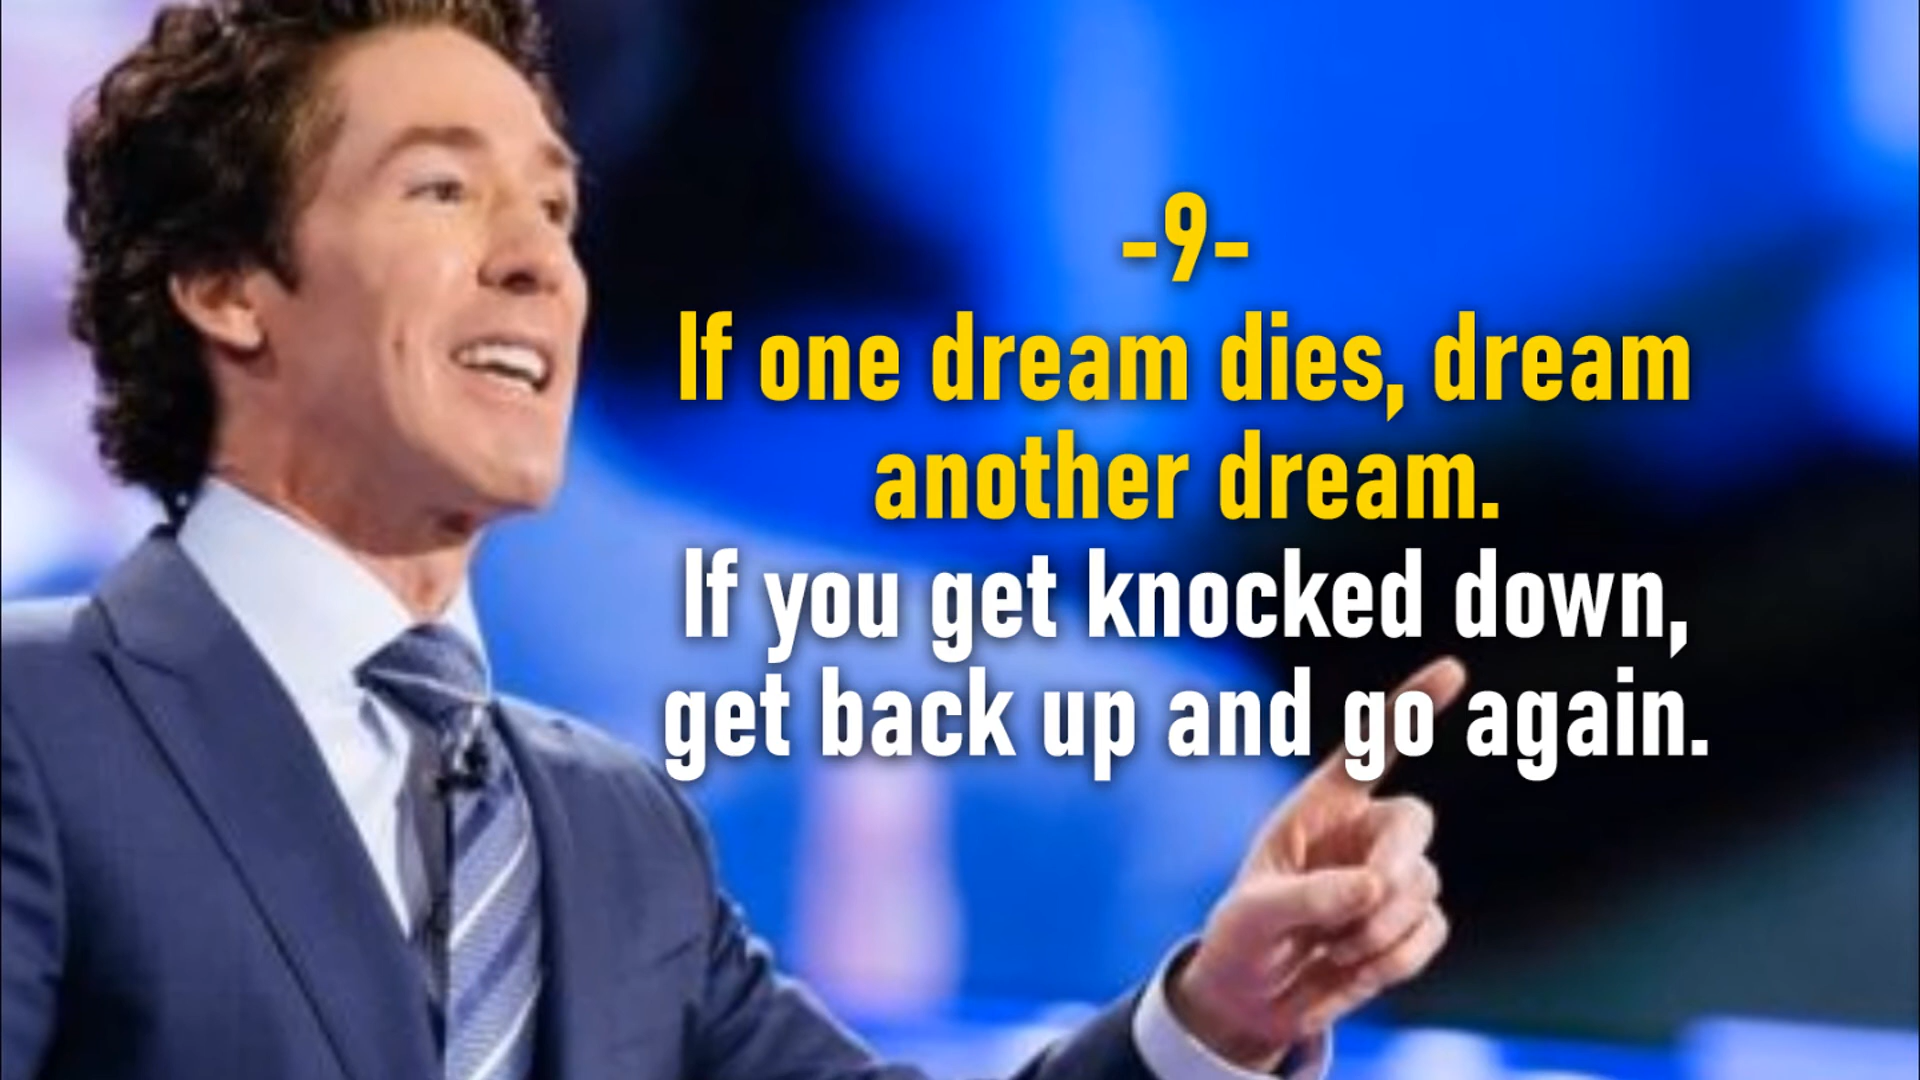 -9-
If one dream dies, dream
another dream.
If you get knocked down,
get back up and go again.